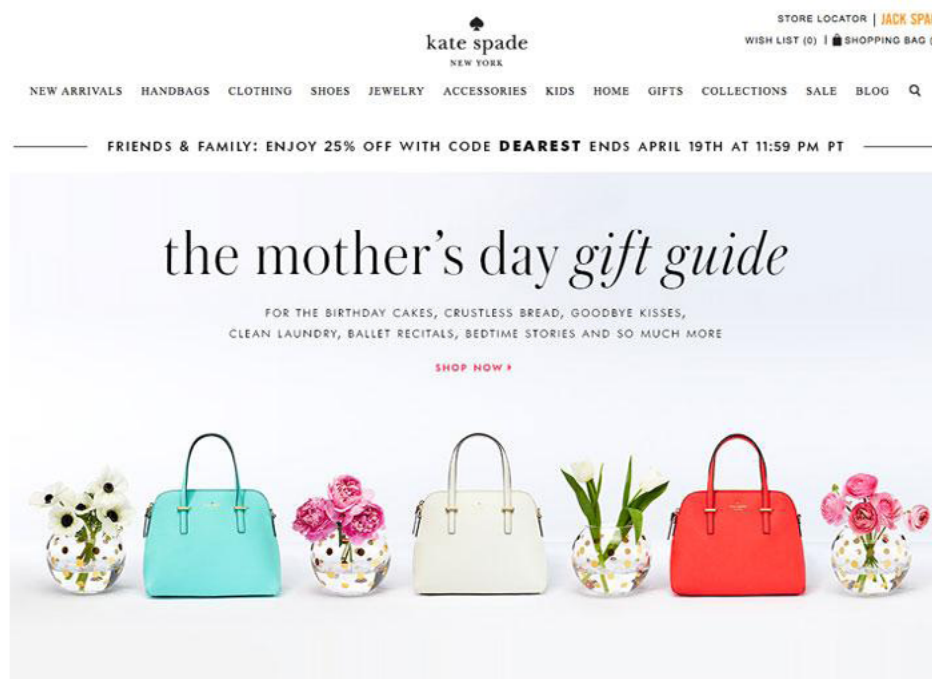 STORE LOCATOR | JACK SPA
WISH LIST (0) | SHOPPING BAG (
kate spade
NEW YORK
NEW ARRIVALS HANDBAGS CLOTHING SHOES JEWELRY ACCESSORIES KIDS HOME GIFTS COLLECTIONS SALE BLOG
FRIENDS & FAMILY: ENJOY 25% OFF WITH CODE DEAREST ENDS APRIL 19TH AT 11:59 PM PT
the mother's day gift guide
FOR THE BIRTHDAY CAKES, CRUSTLESS BREAD, GOODBYE KISSES,
CLEAN LAUNDRY, BALLET RECITALS, BEDTIME STORIES AND SO MUCH MORE
SHOP NOW